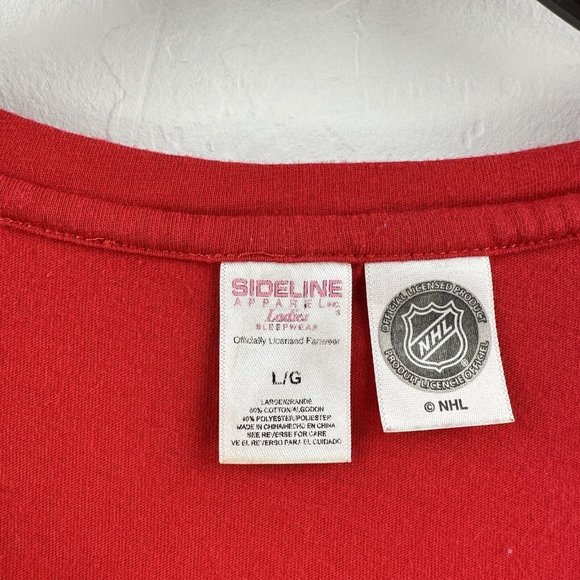 SIDELINE
APPAREL INC.
Ladies
SLEEPWEAR
Officially Licensed Fanwear
L/G
LARGE/GRANDE
60% COTTON/ALGODON
40% POLYESTER/POLIESTER
MADE IN CHINA/HECHO EN CHINA
SEE REVERSE FOR CARE
VE EL REVERSO PARA EL CUIDADO
OFFICIAL LICENSED PRODUCT
NHL
PRODUIT LICENCIÉ OFFICIEL
© NHL